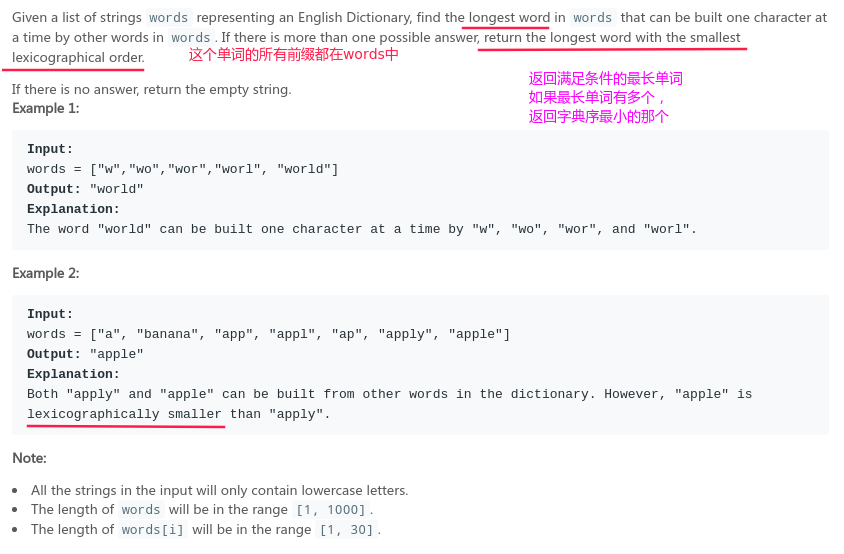 Given a list of strings words representing an English Dictionary, find the longest word in words that can be built one character at
a time by other words in words. If there is more than one possible answer, return the longest word with the smallest
lexicographical order.
这个单词的所有前缀都在words中
If there is no answer, return the empty string.
返回满足条件的最长单词
如果最长单词有多个，
返回字典序最小的那个
Example 1:
Input:
words = ["w","wo","wor","worl", "world"]
Output: "world"
Explanation:
The word "world" can be built one character at a time by "w", "wo", "wor", and "worl".
Example 2:
Input:
words = ["a", "banana", "app", "appl", "ap", "apply", "apple"]
Output: "apple"
Explanation:
Both "apply" and "apple" can be built from other words in the dictionary. However, "apple" is
lexicographically smaller than "apply".
Note:
• All the strings in the input will only contain lowercase letters.
• The length of words will be in the range [1, 1000].
• The length of words[i] will be in the range [1, 30].